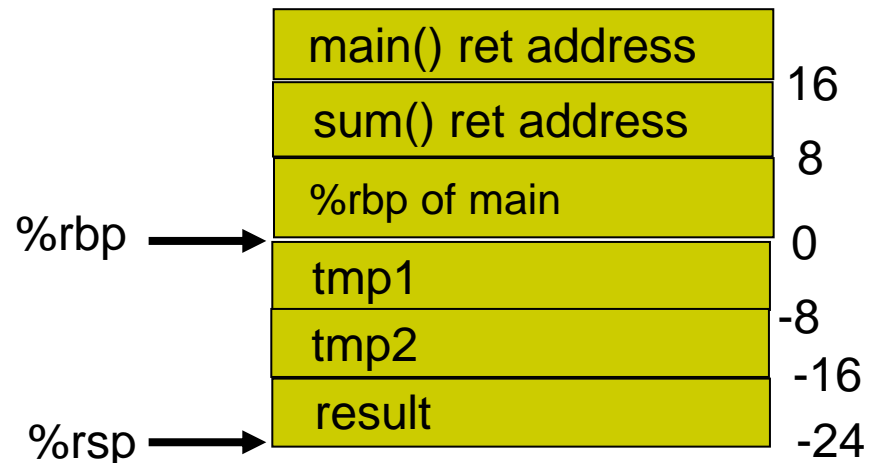 main() ret address
16
sum() ret address
8
%rbp of main
%rbp
0
tmp1
-8
tmp2
-16
result
%rsp
-24